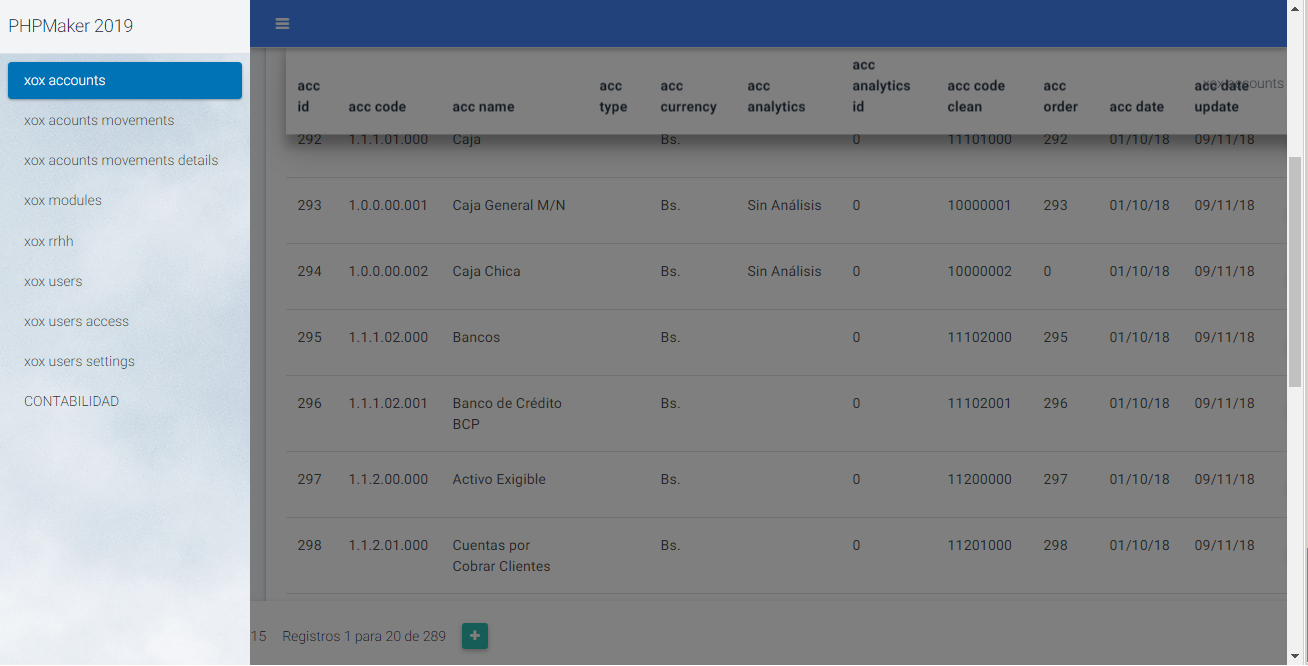 PHPMaker 2019
xox accounts
xox acounts movements
xox acounts movements details
xox modules
xox rrhh
xox users
xox users access
xox users settings
CONTABILIDAD
xox accounts
acc id acc code acc name acc type acc currency acc analytics acc analytics id acc code clean acc order acc date acc date update
292 1.1.1.01.000 Caja Bs. 11101000 292 01/10/18 09/11/18
293 1.0.0.00.001 Caja General M/N Bs. Sin Análisis 0 10000001 293 01/10/18 09/11/18
294 1.0.0.00.002 Caja Chica Bs. Sin Análisis 0 10000002 0 01/10/18 09/11/18
295 1.1.1.02.000 Bancos Bs. 0 11102000 295 01/10/18 09/11/18
296 1.1.1.02.001 Banco de Crédito BCP Bs. 0 11102001 296 01/10/18 09/11/18
297 1.1.2.00.000 Activo Exigible Bs. 0 11200000 297 01/10/18 09/11/18
298 1.1.2.01.000 Cuentas por Cobrar Clientes Bs. 0 11201000 298 01/10/18 09/11/18
15 Registros 1 para 20 de 289